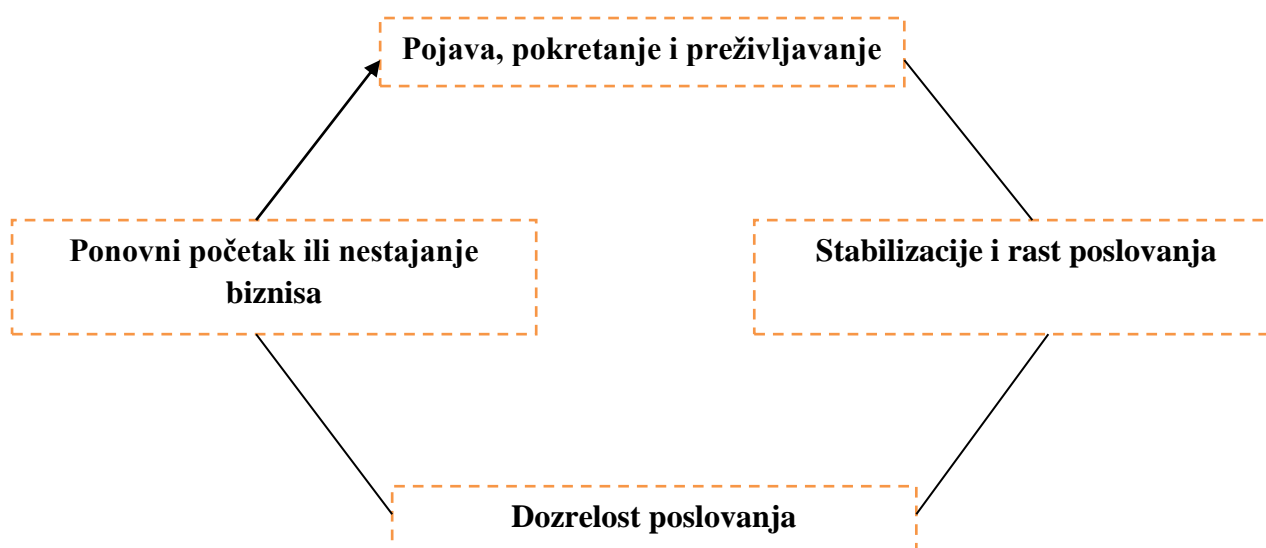 Pojava, pokretanje i preživljavanje
Ponovni početak ili nestajanje
biznisa
Stabilizacije i rast poslovanja
Dozrelost poslovanja